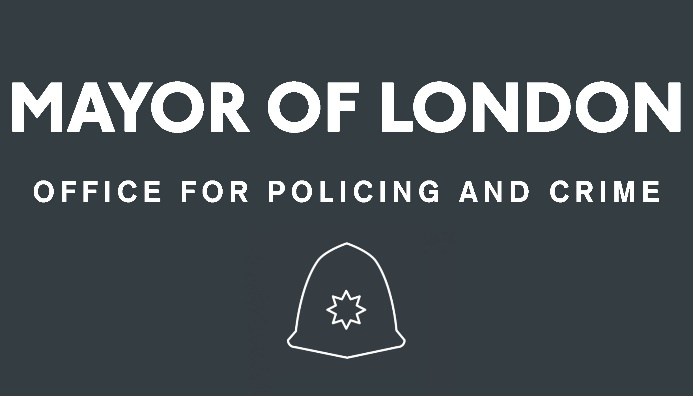 MAYOR OF LONDON
OFFICE FOR POLICING AND CRIME